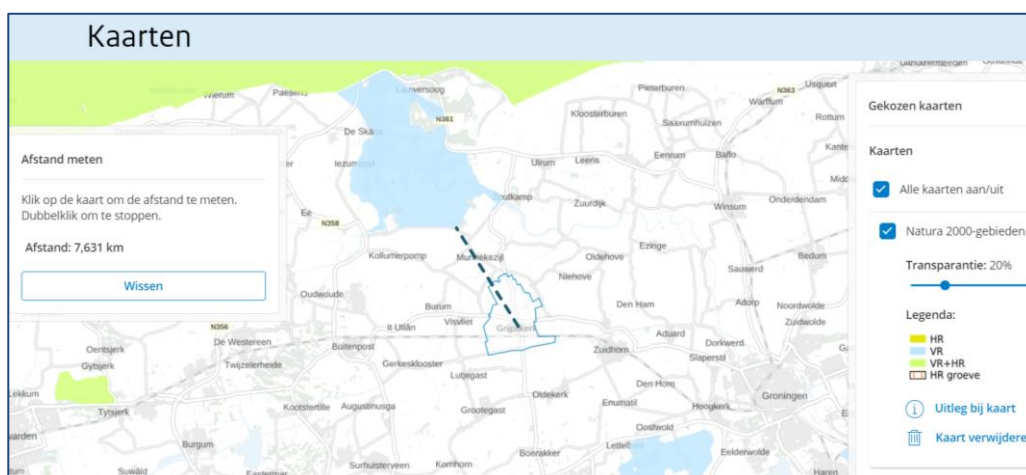 Kaarten
Afstand meten
Klik op de kaart om de afstand te meten.
Dubbelklik om te stoppen.
Afstand: 7,631 km
Wissen
Gekozen kaarten
Kaarten
Alle kaarten aan/uit
Natura 2000-gebieden
Transparantie: 20%
Legenda:
HR
VR
VR+HR
HR groeve
Uitleg bij kaart
Kaart verwijdere
Wierum
Lauwersoog
Pieterburen
N363
Usquert
Warffum
N361
Kloosterburen
Saaxumhuizen
Rottum
De Skâ
Kante
Ulrum
Leens
Eenrum
Baflo
Midd
Ee
N358
Zuurdijk
Winsum
Onderdendam
Kollumerpomp
Munnekezijl
Oldehove
Ezinge
Sauwerd
Bedum
Niehove
Oudwoude
Burum
Den Ham
Adorp
Noordwolde
N356
It Utlân
Visvliet
Grijpskerk
Zuidwolde
De Westereen
Buitenpost
Aduard
Dorkwerd
Oentsjerk
Gytsjerk
Twijzelerheide
Gerkesklooster
Zuidhorn
Slaperstil
Lutjegast
Den Horn
Lekkum
Oldekerk
Groningen
Tytsjerk
Kootstertille
Augustinusga
Grootegast
Enumatil
Hoogkerk
Oostwold
Burgum
Boerakker
Eelderwolde
Suwâld
Eastermar
Surhuisterveen
Kornhorn
Haren